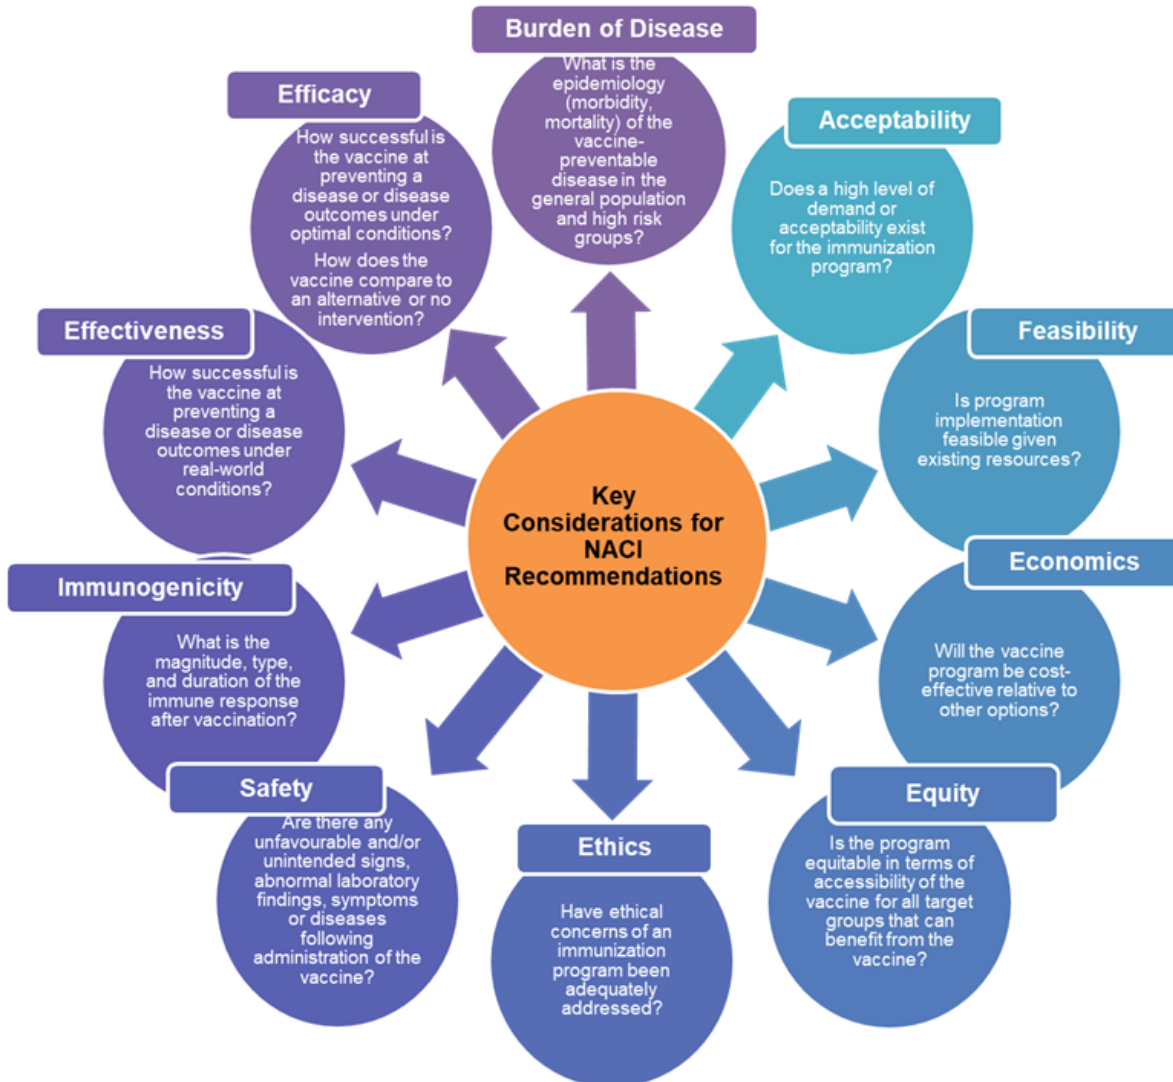 Burden of Disease
What is the
epidemiology
(morbidity,
mortality) of the
vaccine-
preventable
disease in the
general population
and high risk
groups?
Acceptability
Does a high level of
demand or
acceptability exist
for the immunization
program?
Feasibility
Is program
implementation
feasible given
existing resources?
Economics
Will the vaccine
program be cost-
effective relative to
other options?
Equity
Is the program
equitable in terms of
accessibility of the
vaccine for all target
groups that can
benefit from the
vaccine?
Ethics
Have ethical
concerns of an
immunization
program been
adequately
addressed?
Safety
Are there any
unfavourable and/or
unintended signs,
abnormal laboratory
findings, symptoms
or diseases
following
administration of the
vaccine?
Immunogenicity
What is the
magnitude, type,
and duration of the
immune response
after vaccination?
Effectiveness
How successful is
the vaccine at
preventing a
disease or disease
outcomes under
real-world
conditions?
Efficacy
How successful is
the vaccine at
preventing a
disease or disease
outcomes under
optimal conditions?
How does the
vaccine compare to
an alternative or no
intervention?
Key
Considerations for
NACI
Recommendations